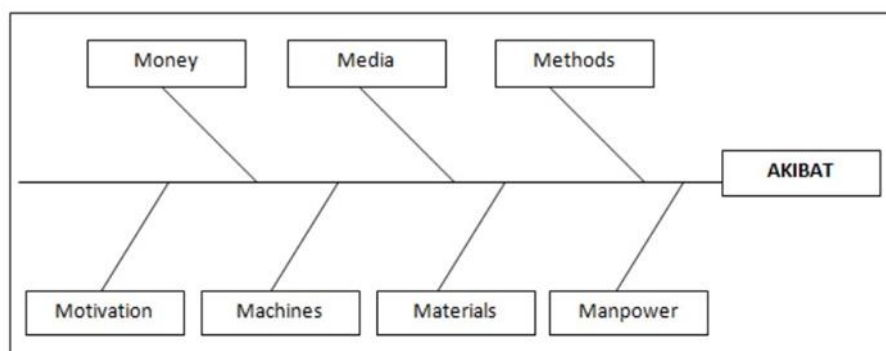 Money
Media
Methods
AKIBAT
Motivation
Machines
Materials
Manpower